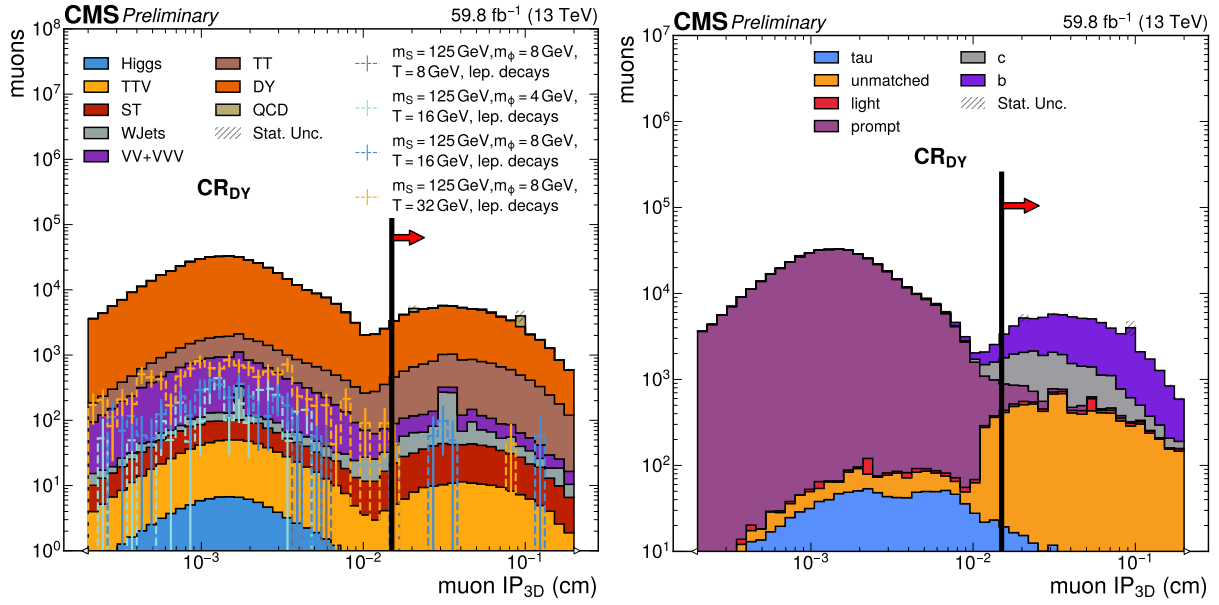 CMS Preliminary 59.8 fb⁻¹ (13 TeV)
muons
10⁸
10⁷
10⁶
10⁵
10⁴
10³
10²
10¹
10⁰
Higgs
TTV
ST
WJets
VV+VVV
TT
DY
QCD
Stat. Unc.
m_S = 125 GeV, m_ϕ = 8 GeV,
T = 8 GeV, lep. decays
m_S = 125 GeV, m_ϕ = 4 GeV,
T = 16 GeV, lep. decays
m_S = 125 GeV, m_ϕ = 8 GeV,
T = 16 GeV, lep. decays
m_S = 125 GeV, m_ϕ = 8 GeV,
T = 32 GeV, lep. decays
CR_DY
10⁻³ 10⁻² 10⁻¹
muon IP_3D (cm)
CMS Preliminary 59.8 fb⁻¹ (13 TeV)
muons
10⁷
10⁶
10⁵
10⁴
10³
10²
10¹
tau
unmatched
light
prompt
c
b
Stat. Unc.
CR_DY
10⁻³ 10⁻² 10⁻¹
muon IP_3D (cm)